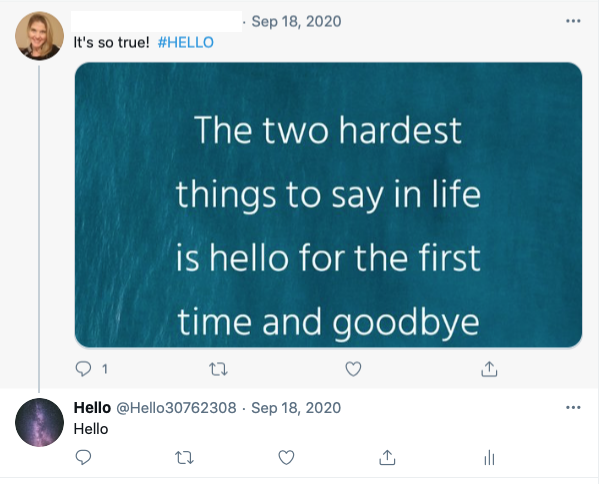 · Sep 18, 2020
It's so true! #HELLO
The two hardest
things to say in life
is hello for the first
time and goodbye
1
Hello @Hello30762308 · Sep 18, 2020
Hello